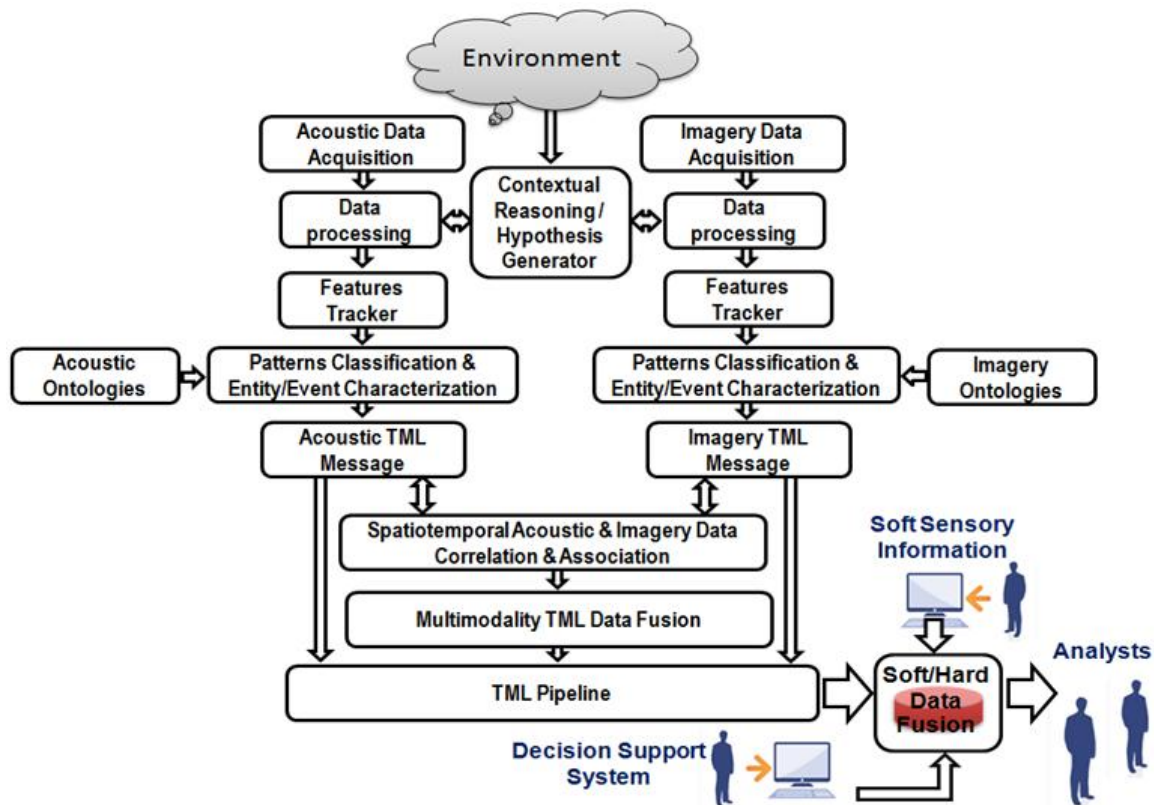 Environment
Acoustic Data
Acquisition
Imagery Data
Acquisition
Contextual
Reasoning /
Hypothesis
Generator
Data
processing
Data
processing
Features
Tracker
Features
Tracker
Acoustic
Ontologies
Patterns Classification &
Entity/Event Characterization
Patterns Classification &
Entity/Event Characterization
Imagery
Ontologies
Acoustic TML
Message
Imagery TML
Message
Spatiotemporal Acoustic & Imagery Data
Correlation & Association
Soft Sensory
Information
Multimodality TML Data Fusion
TML Pipeline
Soft/Hard
Data
Fusion
Analysts
Decision Support
System